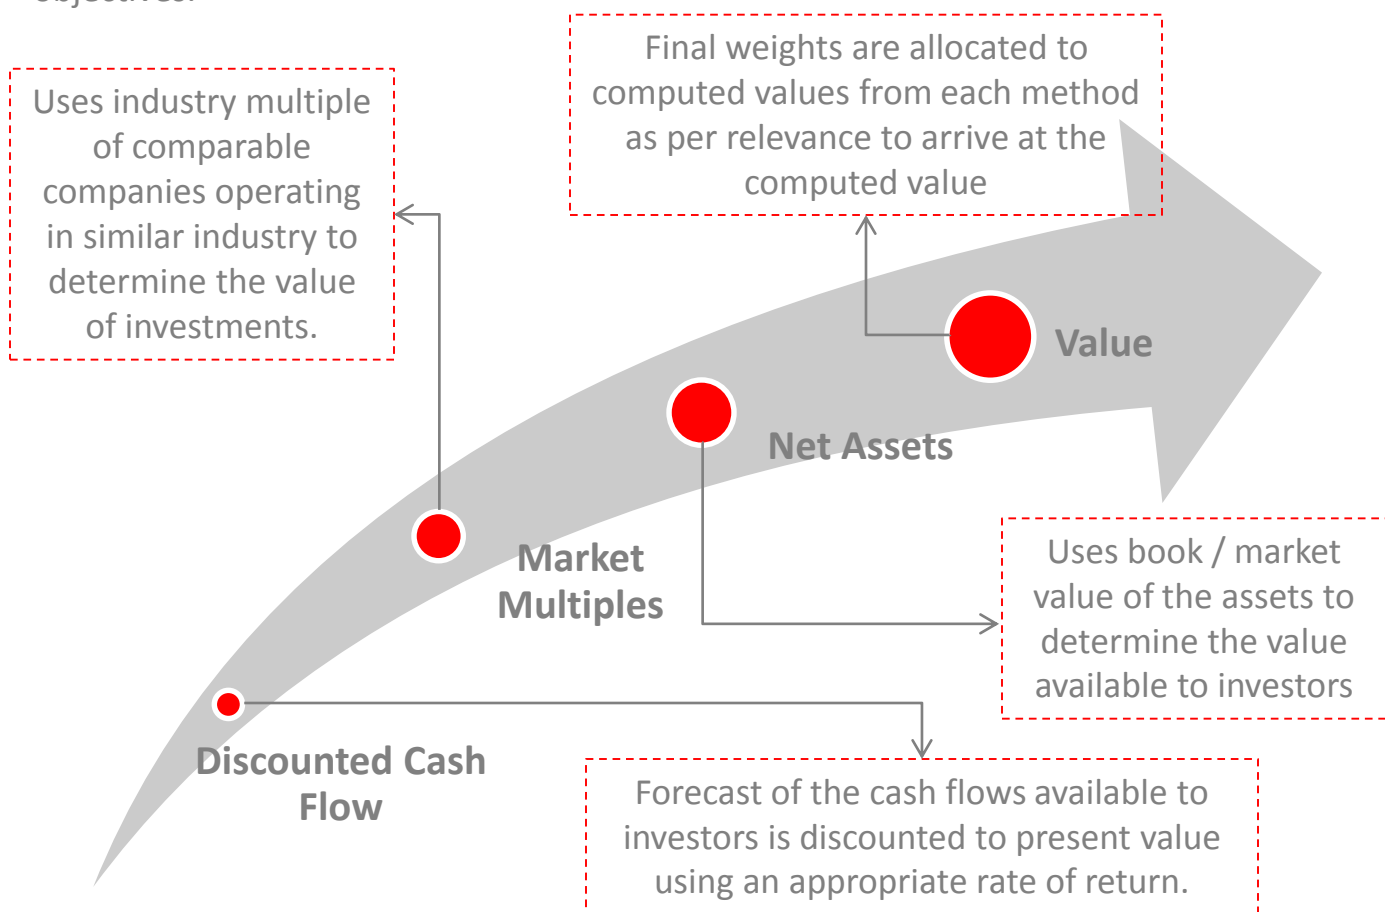 objectives.
Final weights are allocated to
computed values from each method
as per relevance to arrive at the
computed value
Uses industry multiple
of comparable
companies operating
in similar industry to
determine the value
of investments.
Value
Net Assets
Market
Multiples
Uses book / market
value of the assets to
determine the value
available to investors
Discounted Cash
Flow
Forecast of the cash flows available to
investors is discounted to present value
using an appropriate rate of return.